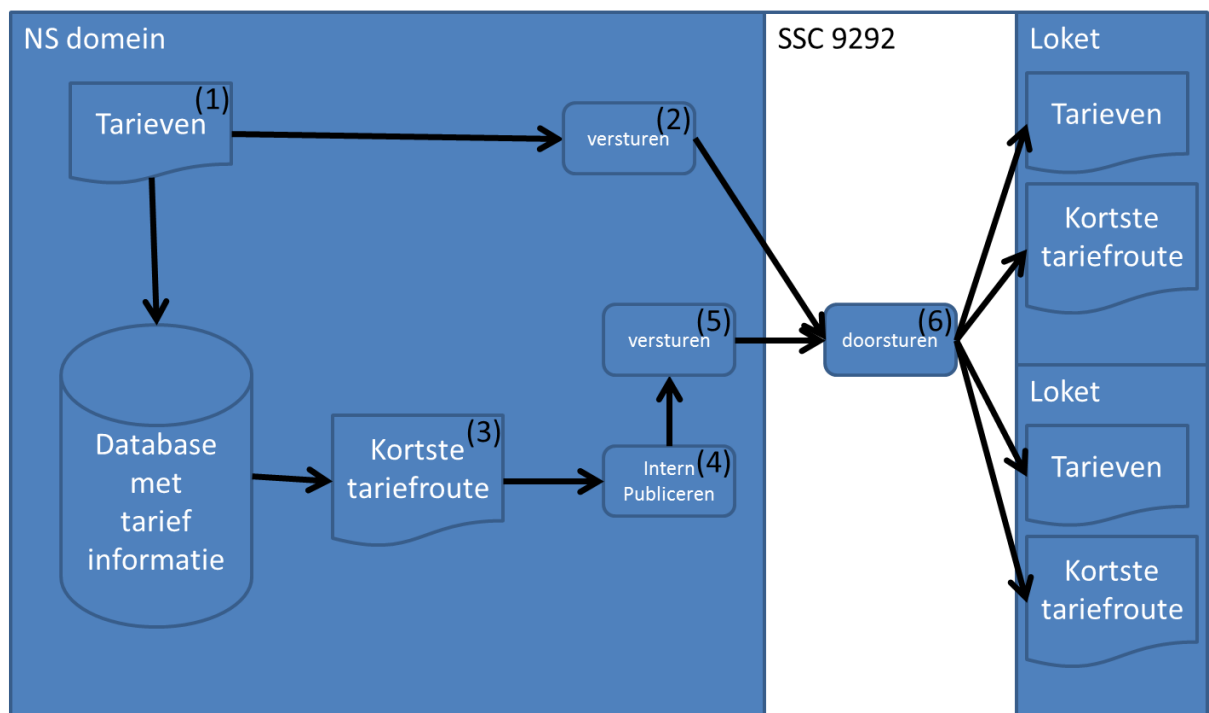 NS domein
Tarieven
(1)
versturen
(2)
Database
met
tarief
informatie
Kortste
tariefroute
(3)
Intern
Publiceren
(4)
versturen
(5)
SSC 9292
doorsturen
(6)
Loket
Tarieven
Kortste
tariefroute
Loket
Tarieven
Kortste
tariefroute